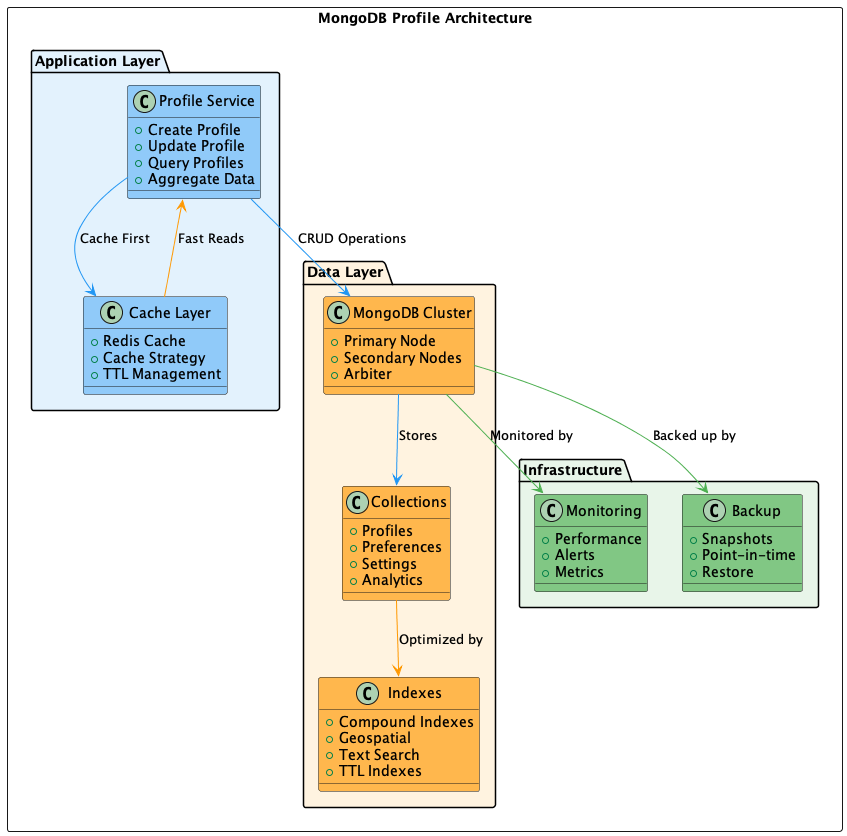 MongoDB Profile Architecture
Application Layer
C Profile Service
Create Profile
Update Profile
Query Profiles
Aggregate Data
Cache First
Fast Reads
CRUD Operations
C Cache Layer
Redis Cache
Cache Strategy
TTL Management
Data Layer
C MongoDB Cluster
Primary Node
Secondary Nodes
Arbiter
Stores
Monitored by
Backed up by
C Collections
Profiles
Preferences
Settings
Analytics
Optimized by
C Indexes
Compound Indexes
Geospatial
Text Search
TTL Indexes
Infrastructure
C Monitoring
Performance
Alerts
Metrics
C Backup
Snapshots
Point-in-time
Restore